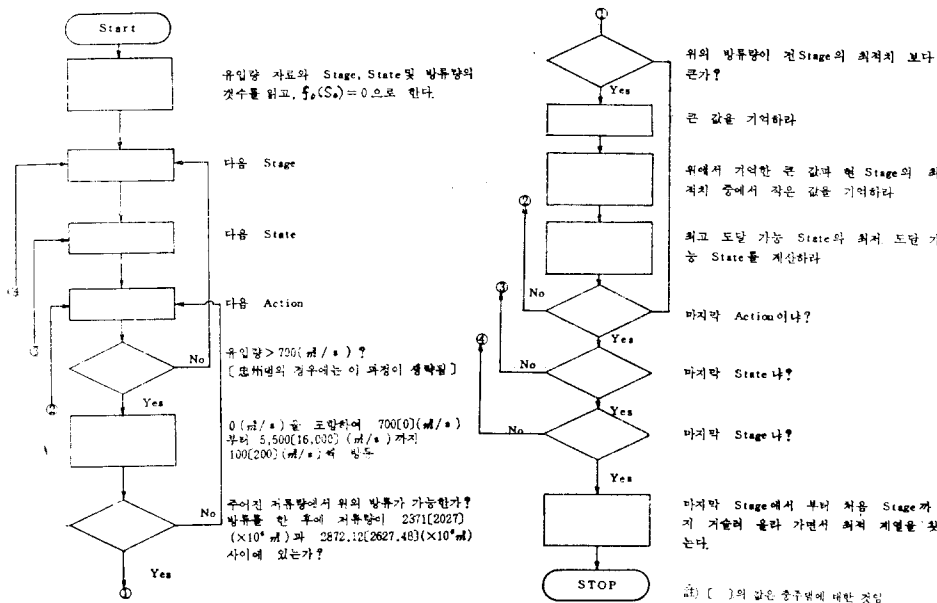 Start
유입량 자료와 Stage, State 및 방류량의
갯수를 읽고, f₀(S₀)=0 으로 한다.
다음 Stage
다음 State
다음 Action
유입량 > 700(㎥/s) ?
[忠州댐의 경우에는 이 과정이 생략됨]
No
Yes
0(㎥/s)을 포함하여 700[0](㎥/s)
부터 5,500[16,000] (㎥/s) 까지
100[200] (㎥/s)씩 방류
주어진 저류량에서 위의 방류가 가능한가?
방류를 한 후에 저류량이 2371[2027]
(×10⁶ ㎥)과 2872.12[2627.48](×10⁶㎥)
사이에 있는가?
No
Yes
①
①
위의 방류량이 전 Stage의 최적치 보다
큰가?
Yes
큰 값을 기억하라
위에서 기억한 큰 값과 현 Stage의 최
적치 중에서 작은 값을 기억하라
②
최고 도달 가능 State와 최저 도달 가
능 State를 계산하라
③
No
마지막 Action이냐?
Yes
④
No
마지막 State냐?
Yes
No
마지막 Stage냐?
Yes
마지막 Stage에서 부터 처음 Stage까
지 거슬러 올라 가면서 최적 계열을 찾
는다.
STOP
註) [ ]의 값은 충주댐에 대한 것임